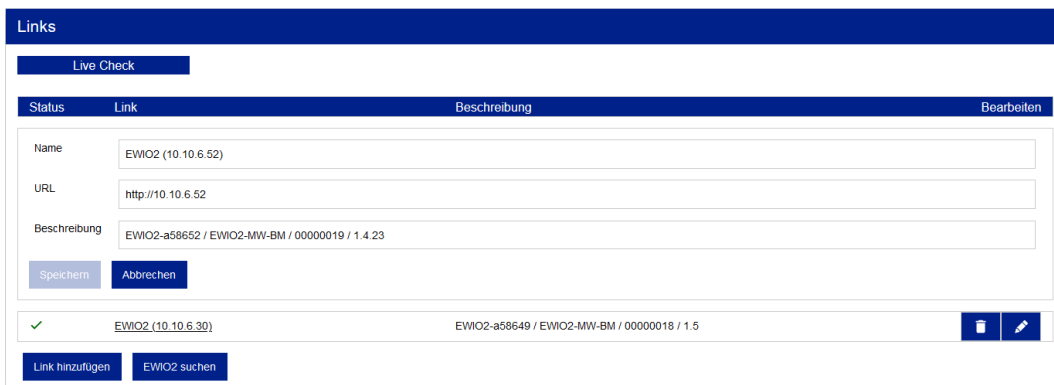 Links
Live Check
Status Link Beschreibung Bearbeiten
Name EWIO2 (10.10.6.52)
URL http://10.10.6.52
Beschreibung EWIO2-a58652 / EWIO2-MW-BM / 00000019 / 1.4.23
Speichern Abbrechen
EWIO2 (10.10.6.30) EWIO2-a58649 / EWIO2-MW-BM / 00000018 / 1.5
Link hinzufügen EWIO2 suchen